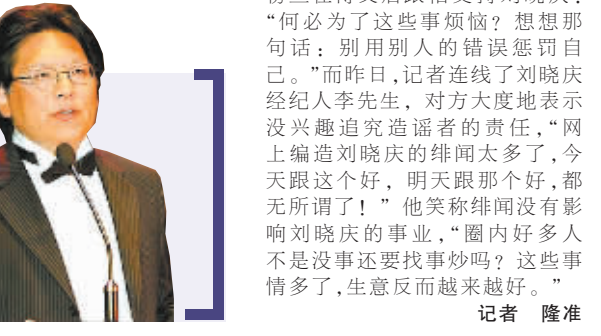 “何必为了这些事烦恼？想想那
句话：别用别人的错误惩罚自
己。”而昨日，记者连线了刘晓庆
经纪人李先生，对方大度地表示
没兴趣追究造谣者的责任，“网
上编造刘晓庆的绯闻太多了，今
天跟这个好，明天跟那个好，都
无所谓了！”他笑称绯闻没有影
响刘晓庆的事业，“圈内好多人
不是没事还要找事炒吗？这些事
情多了，生意反而越来越好。”
记者 隆准